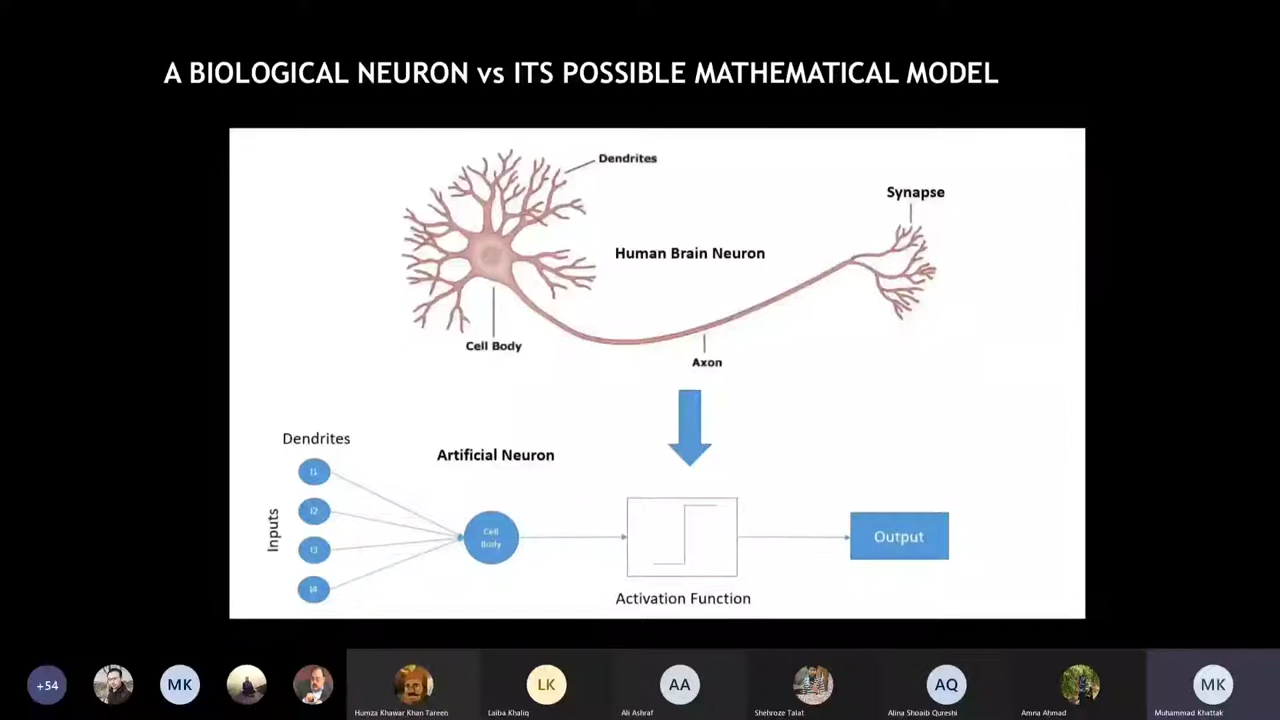 A BIOLOGICAL NEURON vs ITS POSSIBLE MATHEMATICAL MODEL
Dendrites
Synapse
Human Brain Neuron
Cell Body
Axon
Dendrites
Artificial Neuron
I1
I2
I3
I4
Inputs
Cell
Body
Output
Activation Function
+54
MK
LK
AA
AQ
MK
Humza Khawar Khan Tareen
Laiba Khaliq
Ali Ashraf
Shehroze Talat
Alina Shoaib Qureshi
Amna Ahmad
Muhammad Khattak